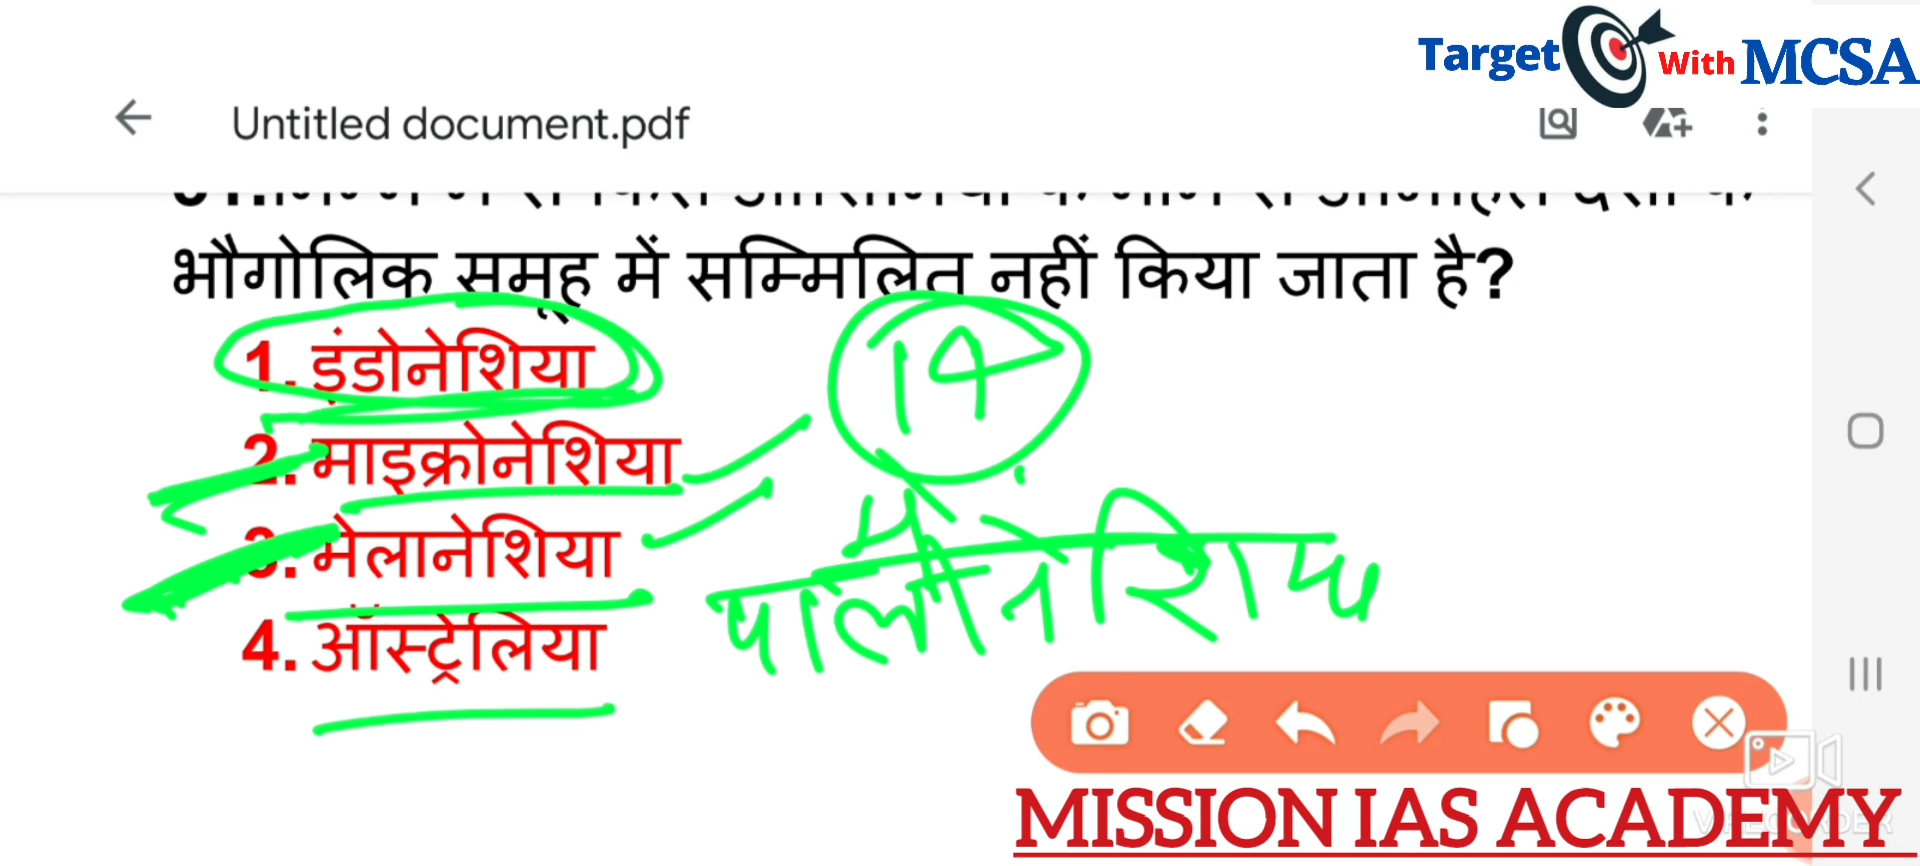 Target With MCSA
Untitled document.pdf
भौगोलिक समूह में सम्मिलित नहीं किया जाता है?
1. इंडोनेशिया
14
2. माइक्रोनेशिया
3. मेलानेशिया
पालीनेशिया
4. ऑस्ट्रेलिया
MISSION IAS ACADEMY